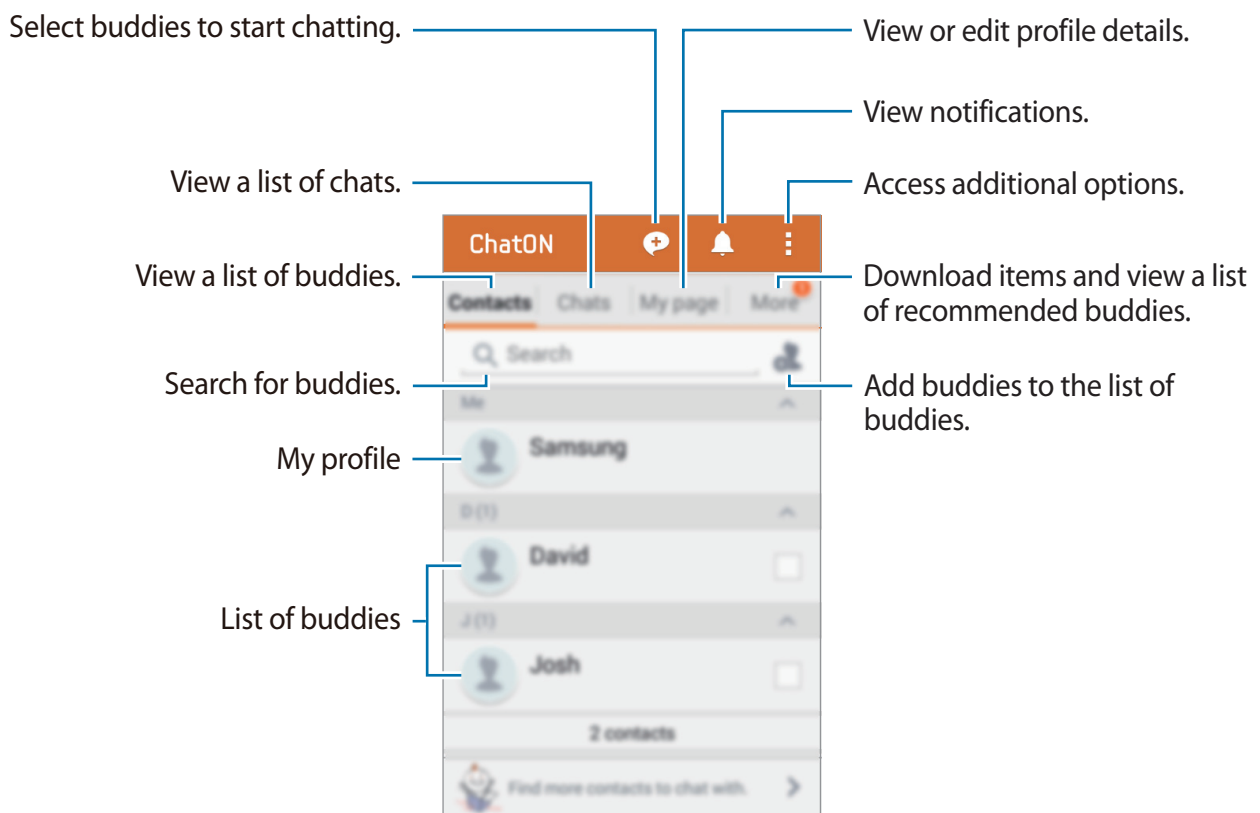 Select buddies to start chatting.
View or edit profile details.
View notifications.
View a list of chats.
Access additional options.
ChatON
View a list of buddies.
Download items and view a list
of recommended buddies.
Contacts
Chats
My page
More
Search
Search for buddies.
Add buddies to the list of
buddies.
Me
My profile
Samsung
D (1)
David
List of buddies
J (1)
Josh
2 contacts
Find more contacts to chat with.